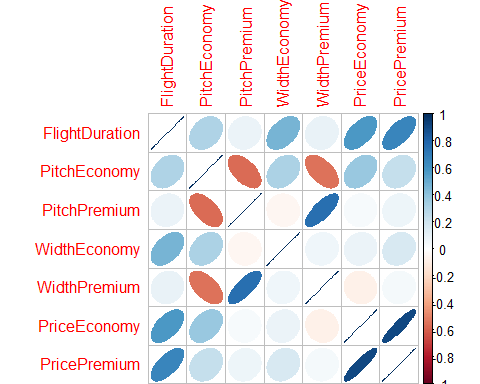 FlightDuration
PitchEconomy
PitchPremium
WidthEconomy
WidthPremium
PriceEconomy
PricePremium
FlightDuration
PitchEconomy
PitchPremium
WidthEconomy
WidthPremium
PriceEconomy
PricePremium
1
0.8
0.6
0.4
0.2
0
-0.2
-0.4
-0.6
-0.8
-1